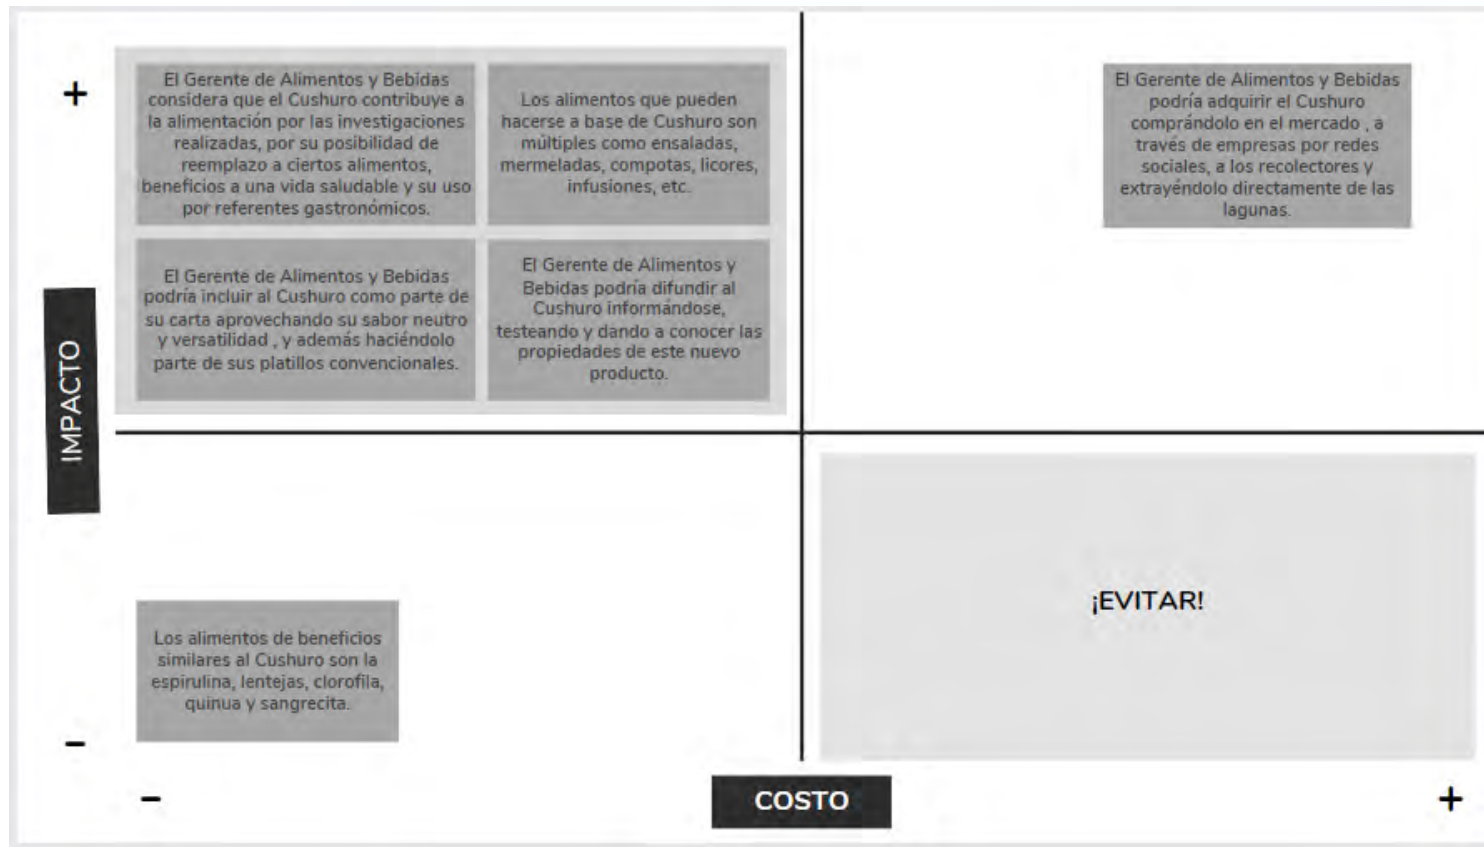 +
El Gerente de Alimentos y Bebidas
considera que el Cushuro contribuye a
la alimentación por las investigaciones
realizadas, por su posibilidad de
reemplazo a ciertos alimentos,
beneficios a una vida saludable y su uso
por referentes gastronómicos.
Los alimentos que pueden
hacerse a base de Cushuro son
múltiples como ensaladas,
mermeladas, compotas, licores,
infusiones, etc.
El Gerente de Alimentos y Bebidas
podría adquirir el Cushuro
comprándolo en el mercado , a
través de empresas por redes
sociales, a los recolectores y
extrayéndolo directamente de las
lagunas.
El Gerente de Alimentos y Bebidas
podría incluir al Cushuro como parte de
su carta aprovechando su sabor neutro
y versatilidad , y además haciéndolo
parte de sus platillos convencionales.
El Gerente de Alimentos y
Bebidas podría difundir al
Cushuro informándose,
testeando y dando a conocer las
propiedades de este nuevo
producto.
IMPACTO
Los alimentos de beneficios
similares al Cushuro son la
espirulina, lentejas, clorofila,
quinua y sangrecita.
¡EVITAR!
-
-
COSTO
+